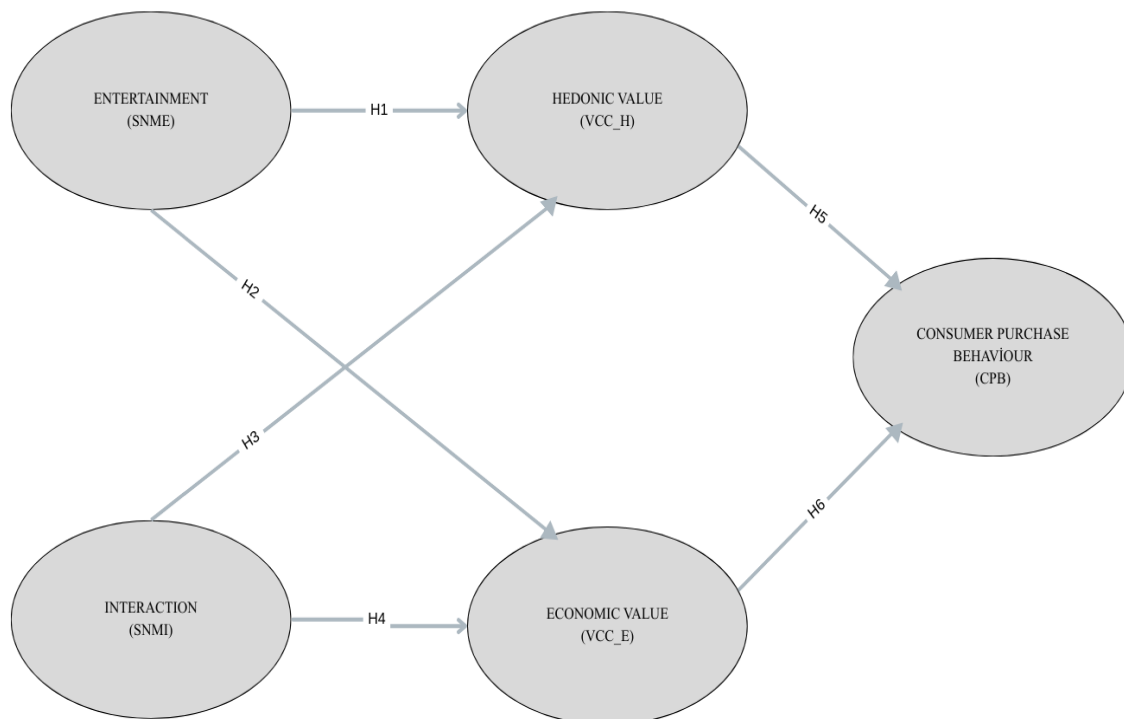 ENTERTAINMENT
(SNME)
H1
HEDONIC VALUE
(VCC_H)
H5
H2
CONSUMER PURCHASE
BEHAVİOUR
(CPB)
H3
H6
INTERACTION
(SNMI)
H4
ECONOMIC VALUE
(VCC_E)